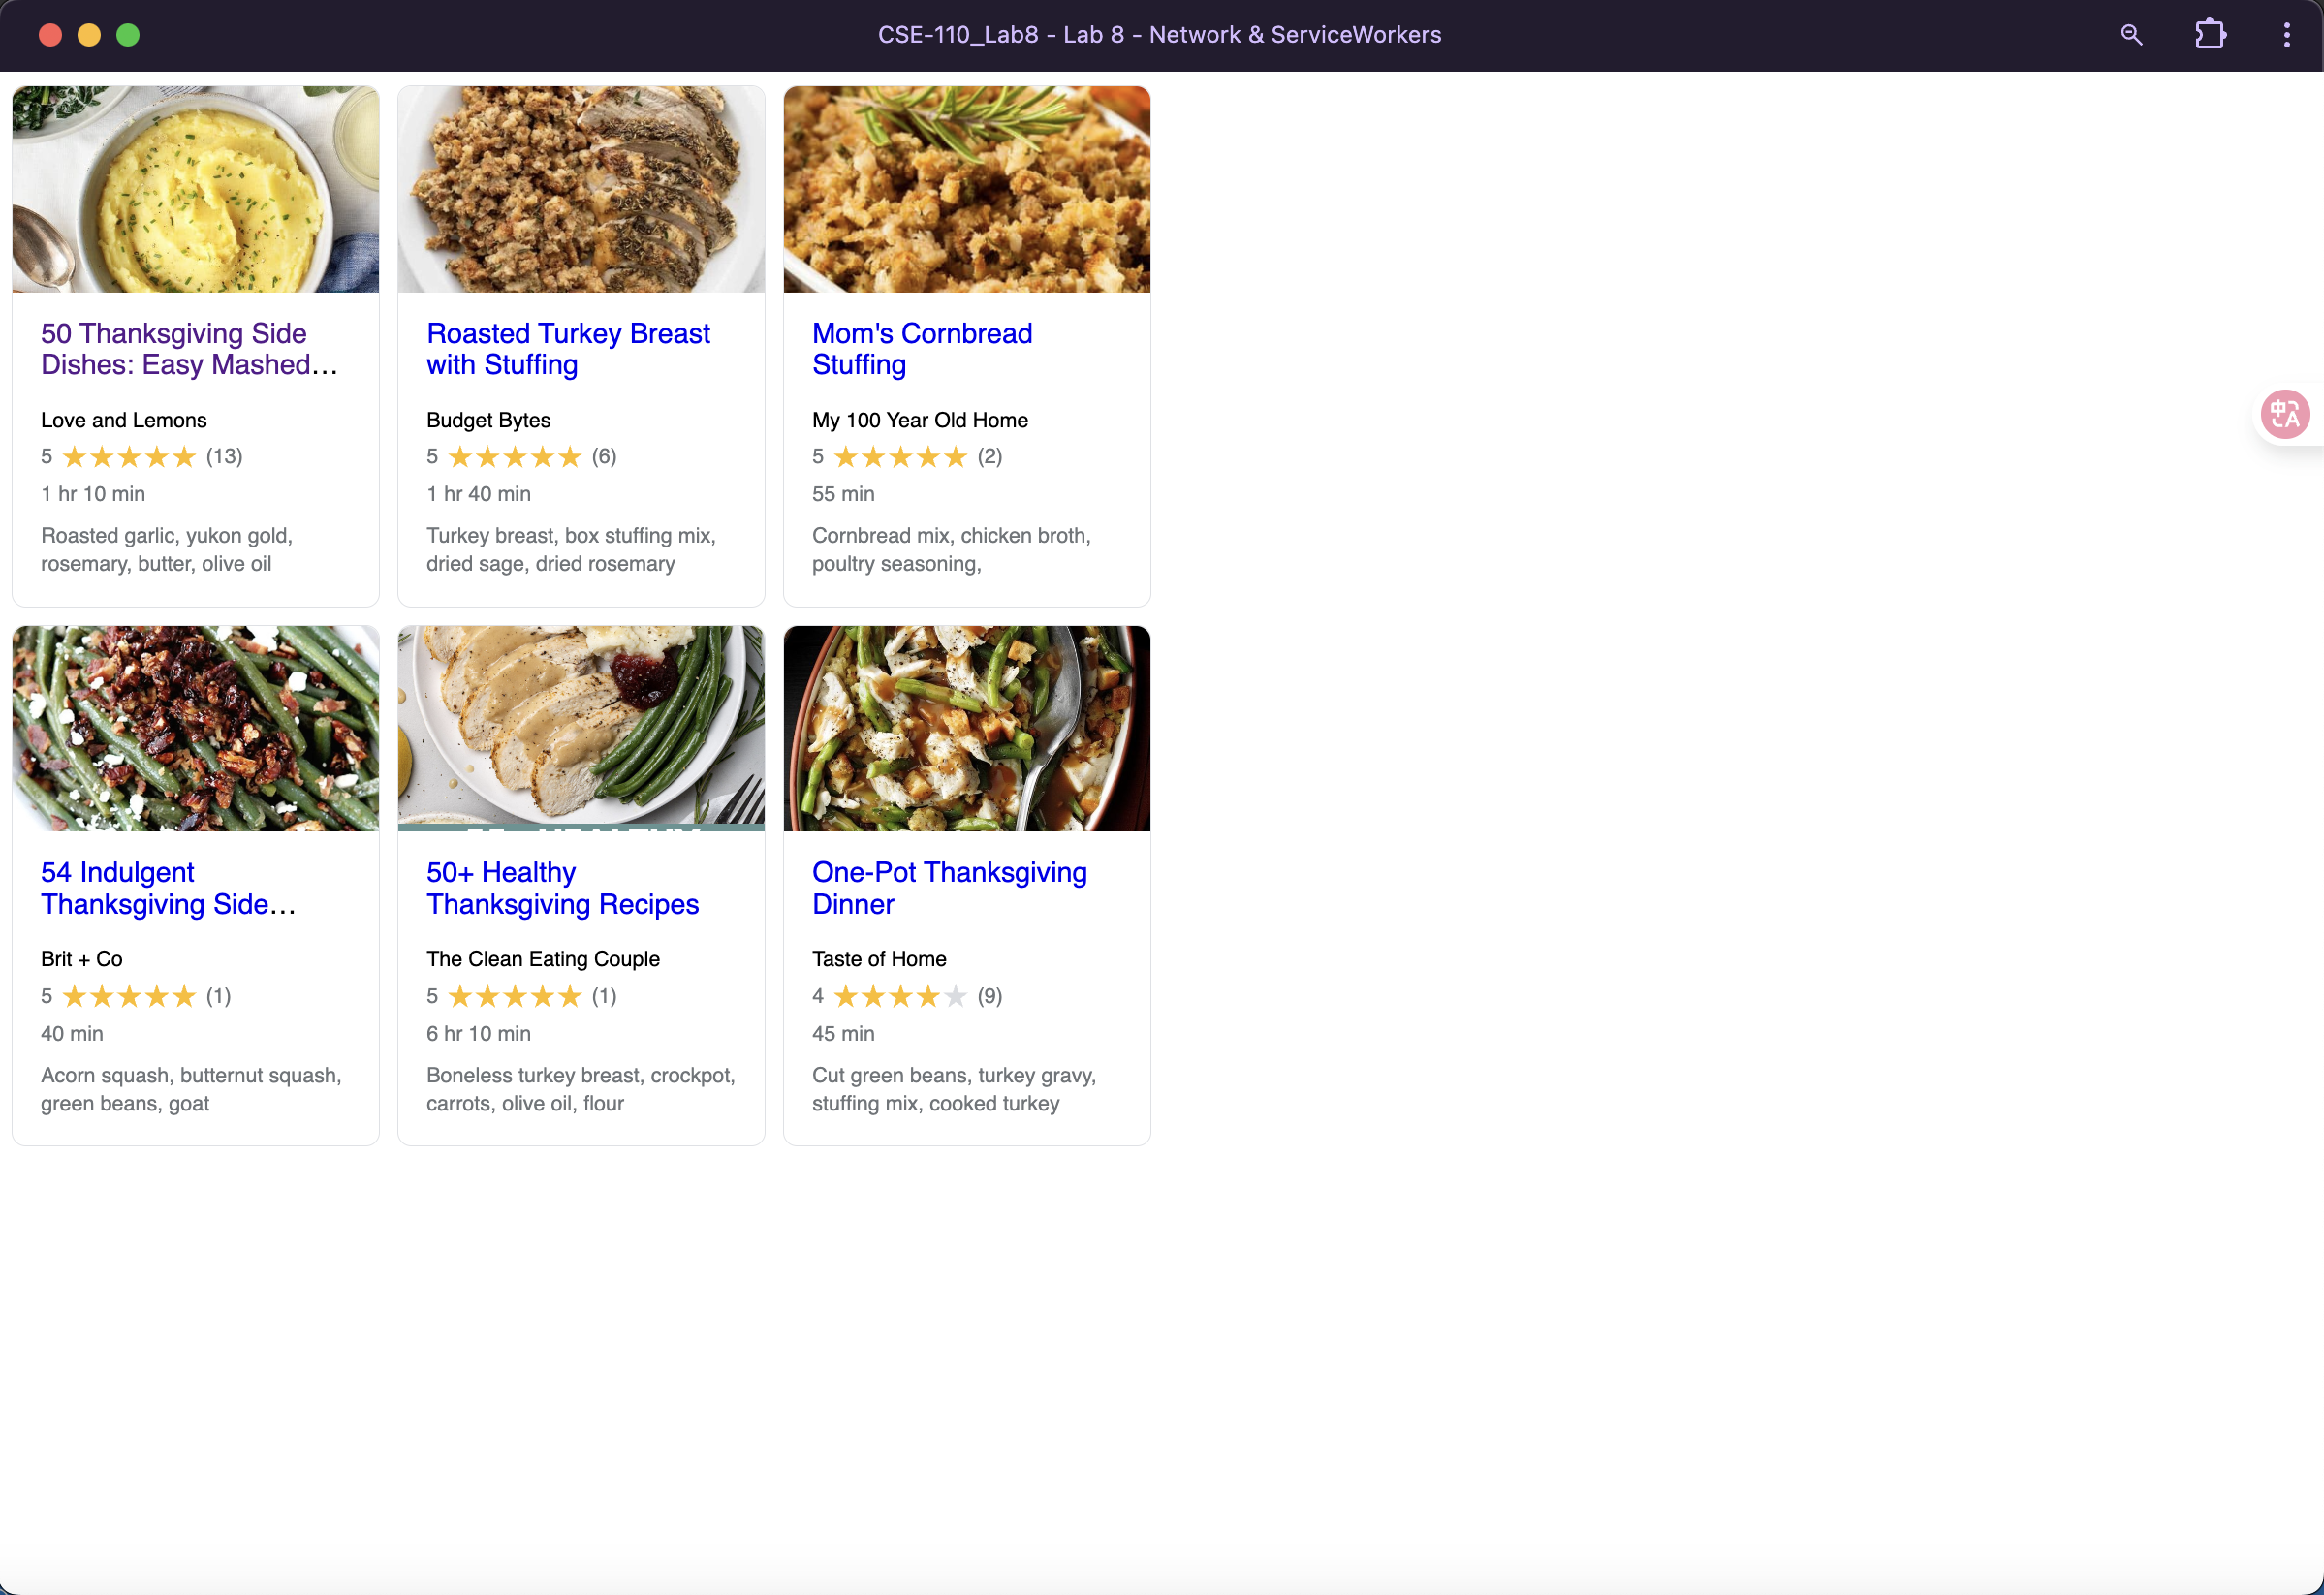 CSE-110_Lab8 - Lab 8 - Network & ServiceWorkers
50 Thanksgiving Side
Dishes: Easy Mashed...
Love and Lemons
5 ★★★★★ (13)
1 hr 10 min
Roasted garlic, yukon gold,
rosemary, butter, olive oil
Roasted Turkey Breast
with Stuffing
Budget Bytes
5 ★★★★★ (6)
1 hr 40 min
Turkey breast, box stuffing mix,
dried sage, dried rosemary
Mom's Cornbread
Stuffing
My 100 Year Old Home
5 ★★★★★ (2)
55 min
Cornbread mix, chicken broth,
poultry seasoning,
54 Indulgent
Thanksgiving Side...
Brit + Co
5 ★★★★★ (1)
40 min
Acorn squash, butternut squash,
green beans, goat
50+ Healthy
Thanksgiving Recipes
The Clean Eating Couple
5 ★★★★★ (1)
6 hr 10 min
Boneless turkey breast, crockpot,
carrots, olive oil, flour
One-Pot Thanksgiving
Dinner
Taste of Home
4 ★★★★★ (9)
45 min
Cut green beans, turkey gravy,
stuffing mix, cooked turkey
中A